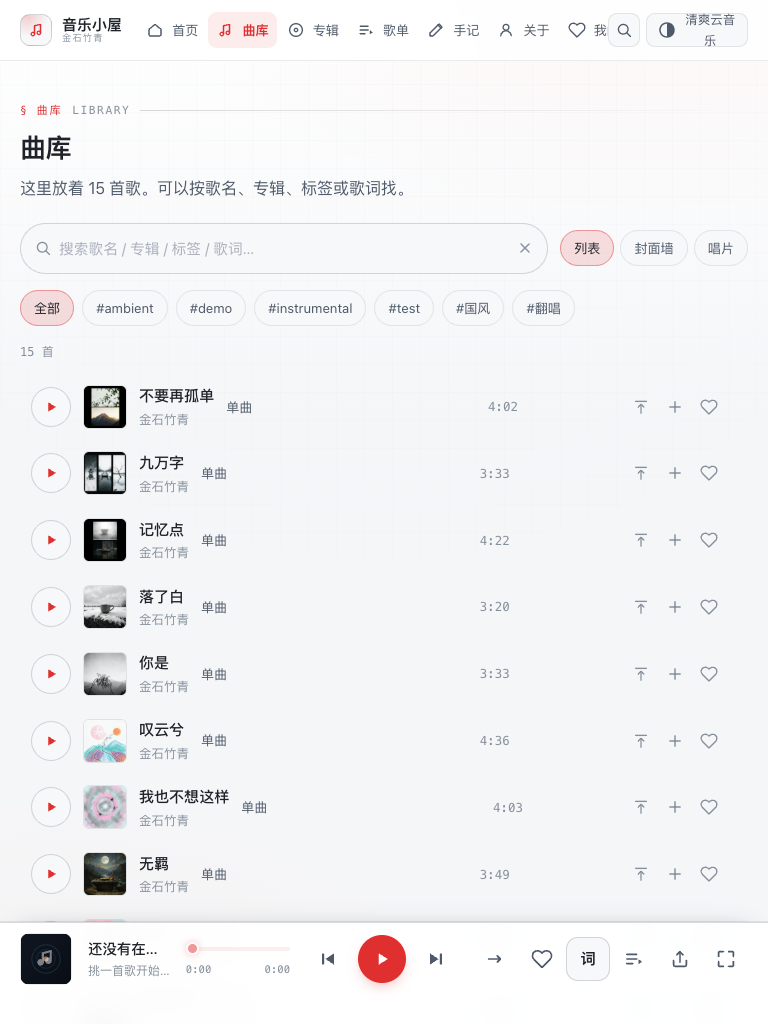 音乐小屋
金石竹青
首页
曲库
专辑
歌单
手记
关于
我
清爽云音乐
§ 曲库 LIBRARY
曲库
这里放着 15 首歌。可以按歌名、专辑、标签或歌词找。
搜索歌名 / 专辑 / 标签 / 歌词...
列表
封面墙
唱片
全部
#ambient
#demo
#instrumental
#test
#国风
#翻唱
15 首
不要再孤单
金石竹青
单曲
4:02
九万字
金石竹青
单曲
3:33
记忆点
金石竹青
单曲
4:22
落了白
金石竹青
单曲
3:20
你是
金石竹青
单曲
3:33
叹云兮
金石竹青
单曲
4:36
我也不想这样
金石竹青
单曲
4:03
无羁
金石竹青
单曲
3:49
还没有在...
挑一首歌开始...
0:00
0:00
词